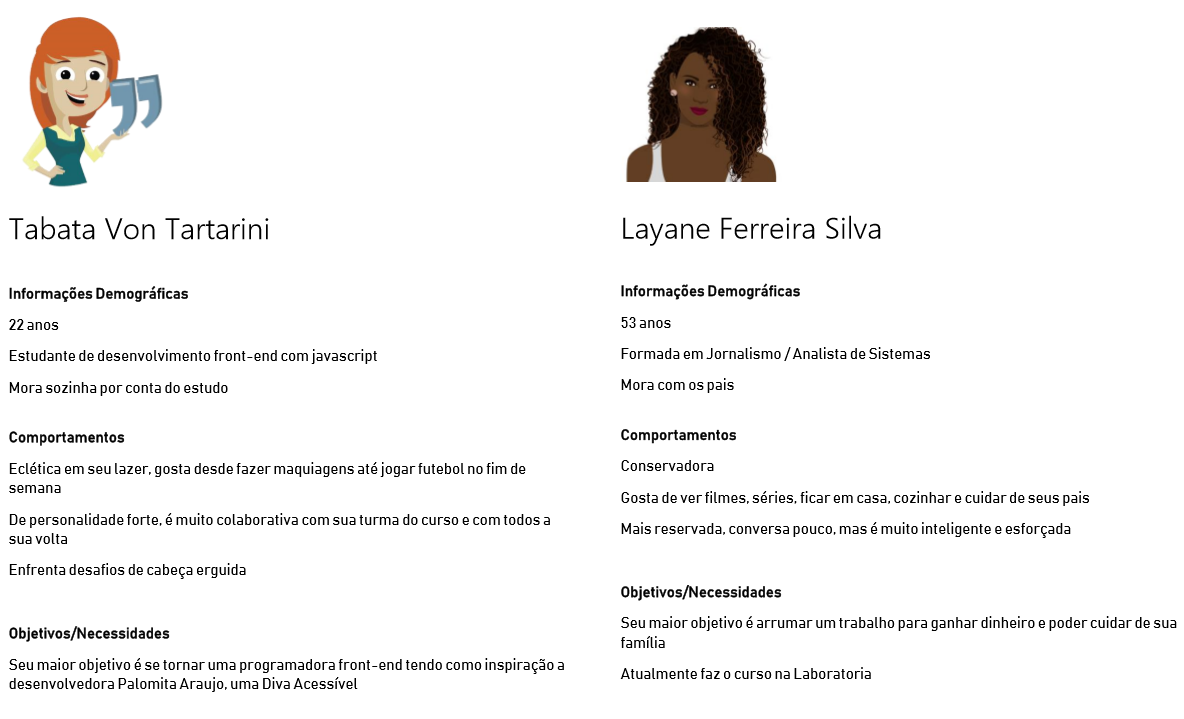 Tabata Von Tartarini
Informações Demográficas
22 anos
Estudante de desenvolvimento front-end com javascript
Mora sozinha por conta do estudo
Comportamentos
Eclética em seu lazer, gosta desde fazer maquiagens até jogar futebol no fim de
semana
De personalidade forte, é muito colaborativa com sua turma do curso e com todos a
sua volta
Enfrenta desafios de cabeça erguida
Objetivos/Necessidades
Seu maior objetivo é se tornar uma programadora front-end tendo como inspiração a
desenvolvedora Palomita Araujo, uma Diva Acessível
Layane Ferreira Silva
Informações Demográficas
53 anos
Formada em Jornalismo / Analista de Sistemas
Mora com os pais
Comportamentos
Conservadora
Gosta de ver filmes, séries, ficar em casa, cozinhar e cuidar de seus pais
Mais reservada, conversa pouco, mas é muito inteligente e esforçada
Objetivos/Necessidades
Seu maior objetivo é arrumar um trabalho para ganhar dinheiro e poder cuidar de sua
família
Atualmente faz o curso na Laboratoria